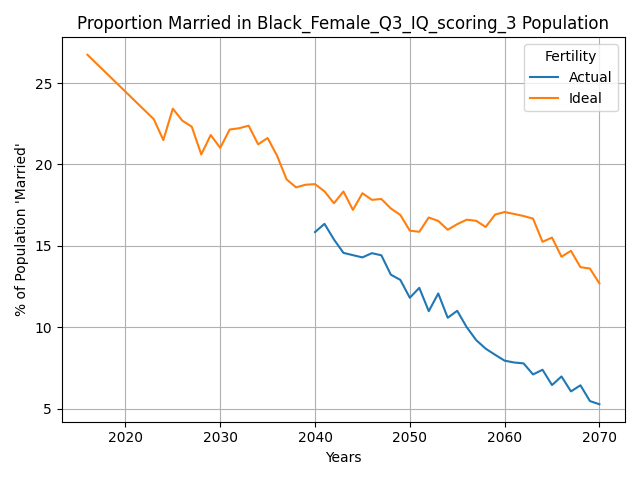 Proportion Married in Black_Female_Q3_IQ_scoring_3 Population
% of Population 'Married'
25
20
15
10
5
Fertility
Actual
Ideal
2020
2030
2040
2050
2060
2070
Years